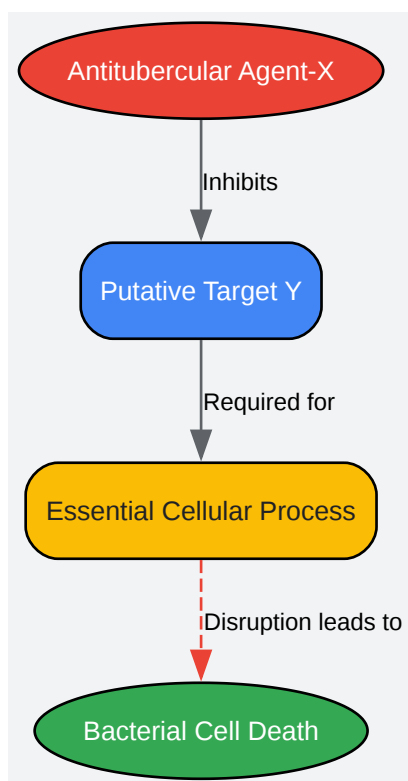 Antitubercular Agent-X
Inhibits
Putative Target Y
Required for
Essential Cellular Process
Disruption leads to
Bacterial Cell Death